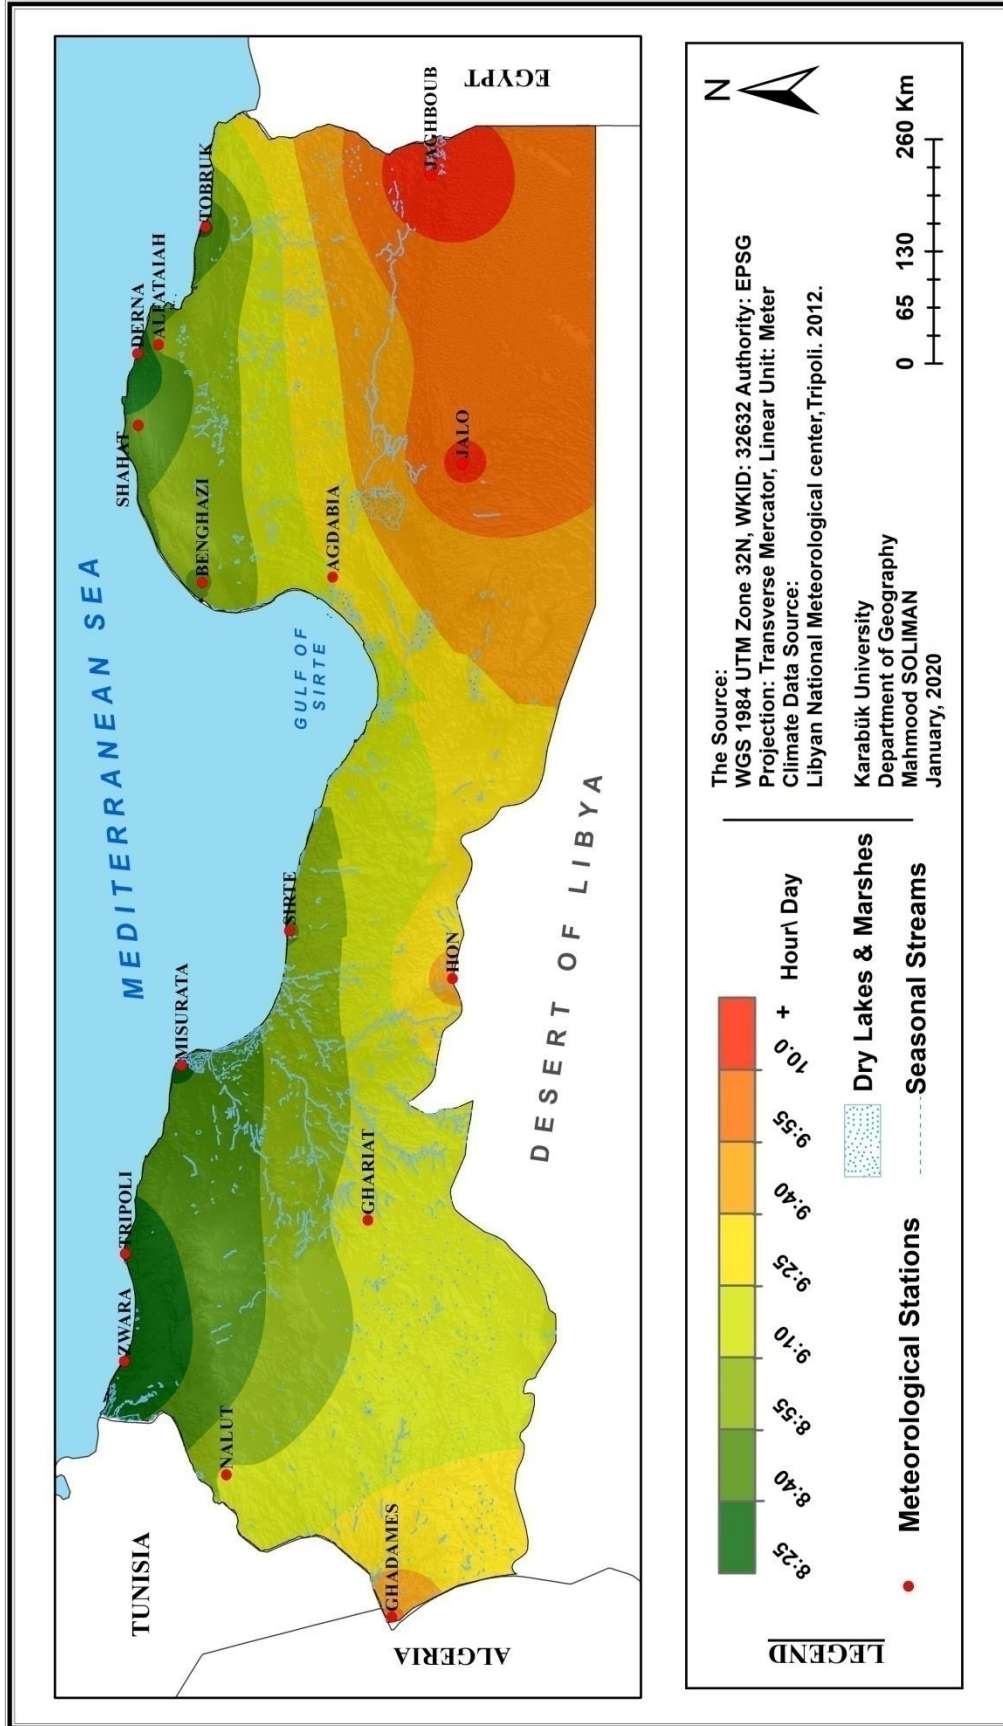 MEDITERRANEAN SEA
GULF OF
SIRTE
DESERT OF LIBYA
TUNISIA
ALGERIA
EGYPT
ZWARA
TRIPOLI
MISURATA
NALUT
GHADAMES
GHARIAT
SIRTE
HON
BENGHAZI
AGDABIA
SHAHAT
DERNA
ALFATAIAH
TOBRUK
JALO
JAGHBOUB
LEGEND
8:25
8:40
8:55
9:10
9:25
9:40
9:55
10.0 +
Hour\ Day
Meteorological Stations
Dry Lakes & Marshes
Seasonal Streams
The Source:
WGS 1984 UTM Zone 32N, WKID: 32632 Authority: EPSG
Projection: Transverse Mercator, Linear Unit: Meter
Climate Data Source:
Libyan National Meteorological center,Tripoli. 2012.
Karabük University
Department of Geography
Mahmood SOLIMAN
January, 2020
N
0 65 130 260 Km